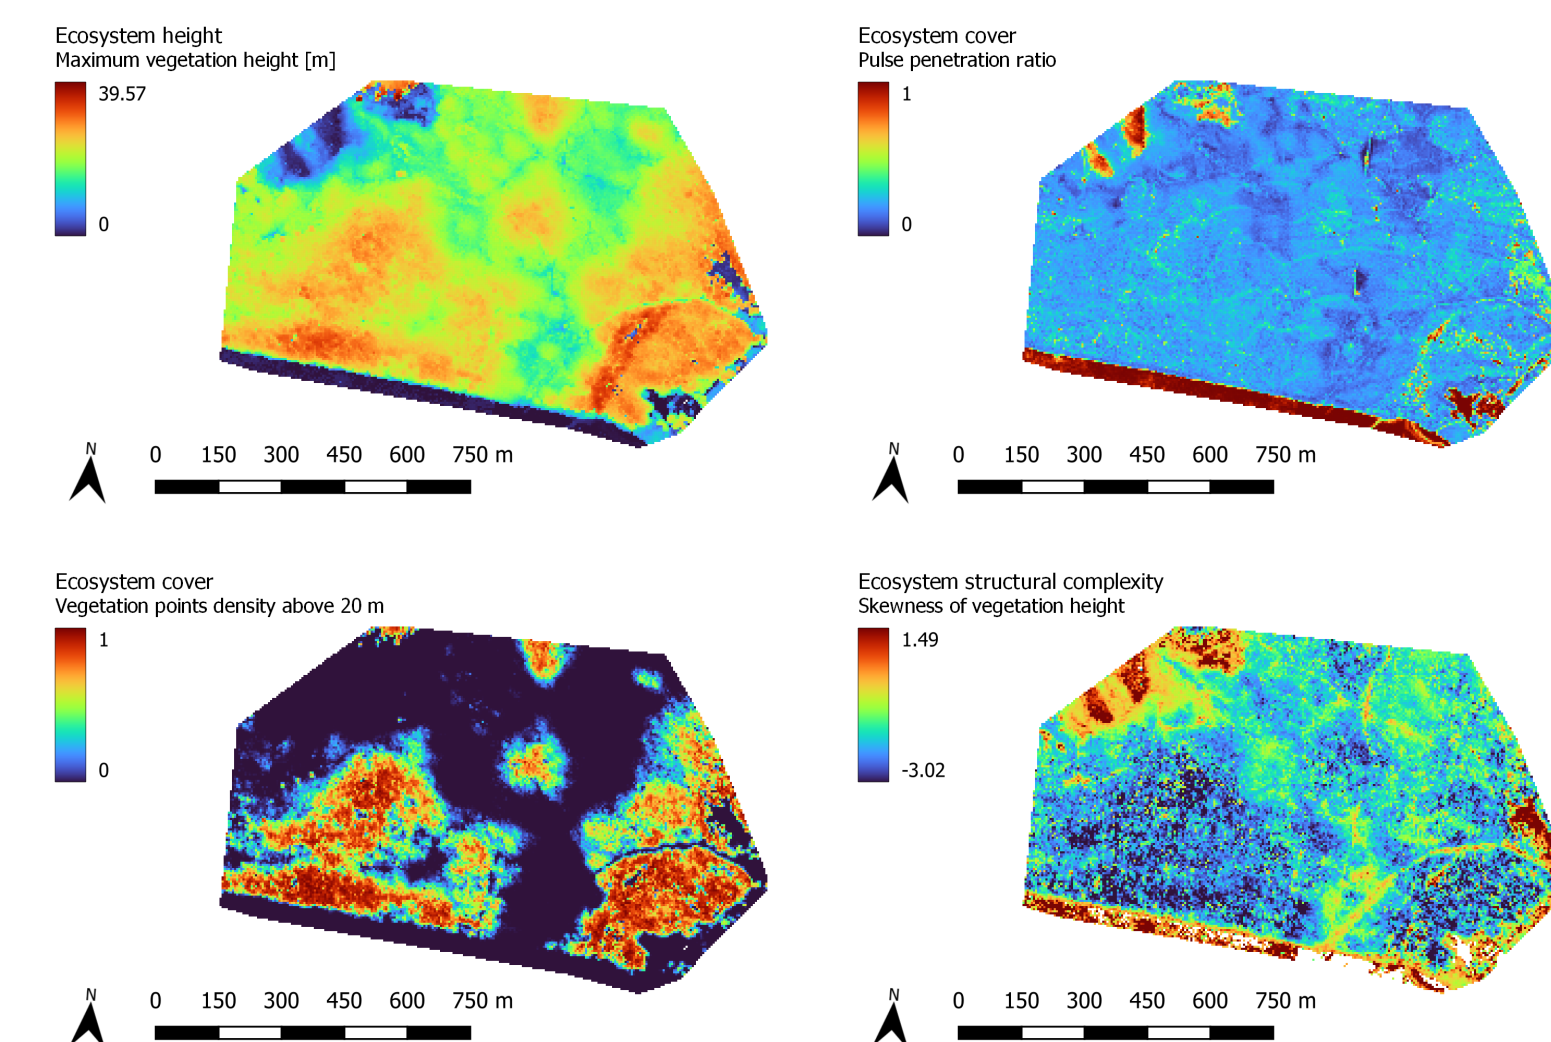 Ecosystem height
Maximum vegetation height [m]
39.57
0
N
0 150 300 450 600 750 m
Ecosystem cover
Pulse penetration ratio
1
0
N
0 150 300 450 600 750 m
Ecosystem cover
Vegetation points density above 20 m
1
0
N
0 150 300 450 600 750 m
Ecosystem structural complexity
Skewness of vegetation height
1.49
-3.02
N
0 150 300 450 600 750 m